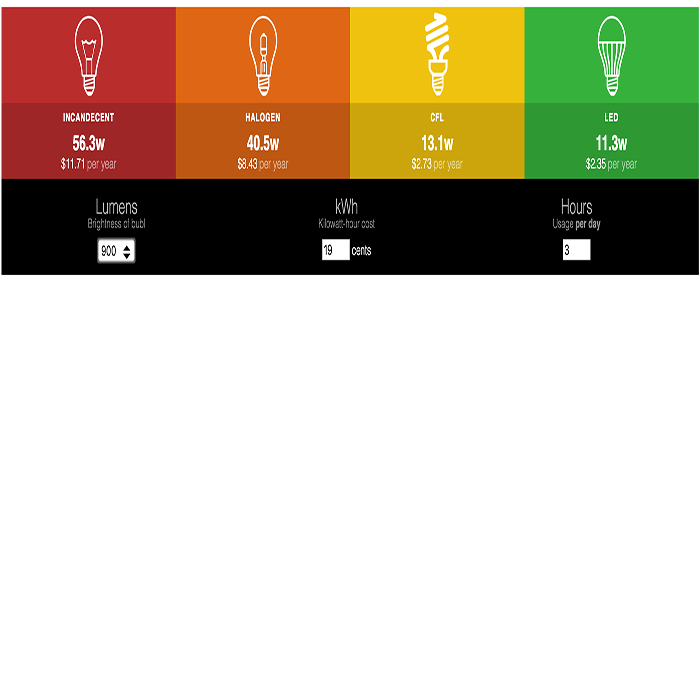 INCANDECENT
56.3w
$11.71 per year
HALOGEN
40.5w
$8.43 per year
CFL
13.1w
$2.73 per year
LED
11.3w
$2.35 per year
Lumens
Brightness of bubl
900
kWh
Kilowatt-hour cost
19 cents
Hours
Usage per day
3